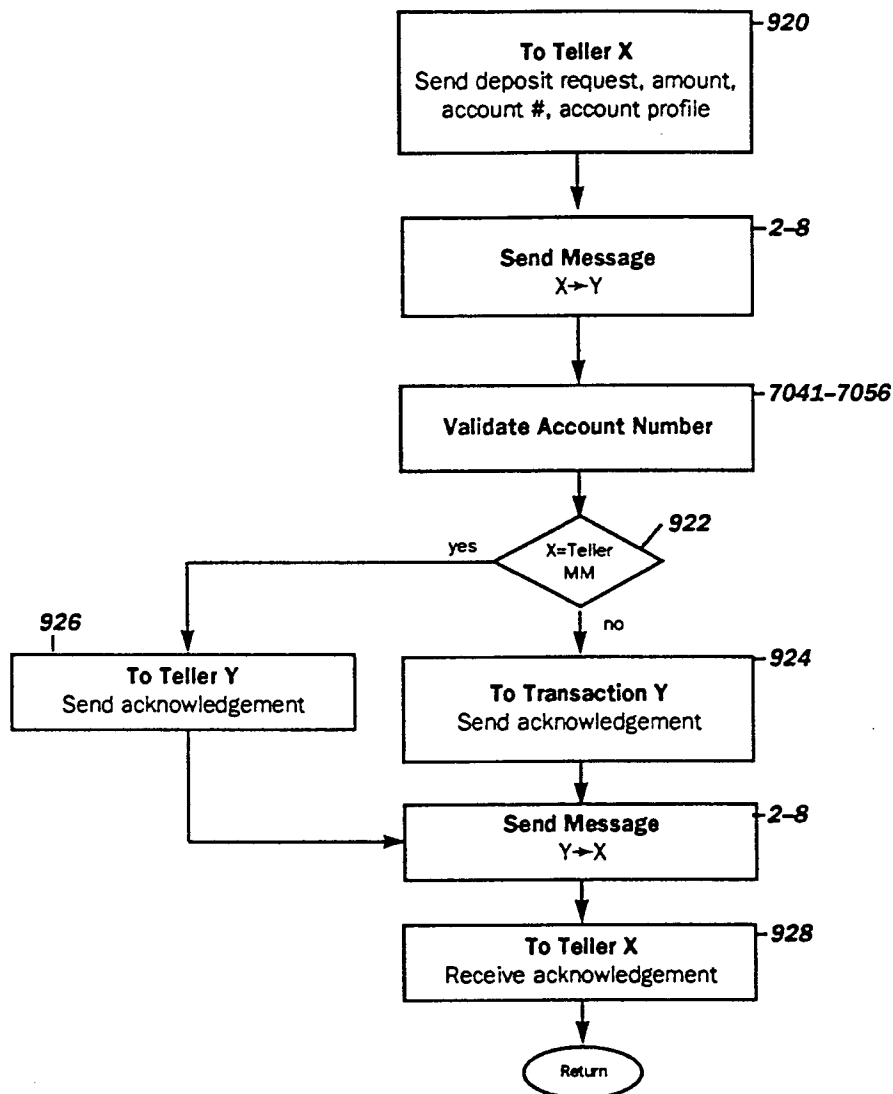 920
To Teller X
Send deposit request, amount,
account #, account profile
2-8
Send Message
X→Y
7041-7056
Validate Account Number
922
X=Teller
MM
yes
no
926
To Teller Y
Send acknowledgement
924
To Transaction Y
Send acknowledgement
2-8
Send Message
Y→X
928
To Teller X
Receive acknowledgement
Return